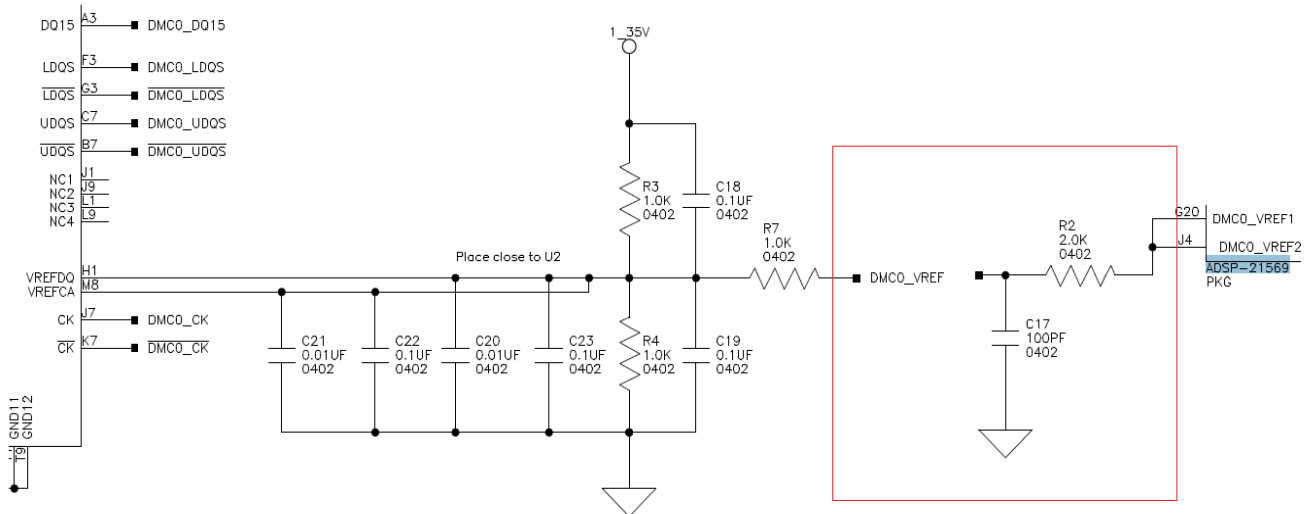 DQ15 A3 DMC0_DQ15
LDQS F3 DMC0_LDQS
LDQS G3 DMC0_LDQS
UDQS C7 DMC0_UDQS
UDQS B7 DMC0_UDQS
NC1 J1
NC2 J9
NC3 L1
NC4 L9
VREFDQ H1
VREFCA M8
CK J7 DMC0_CK
CK K7 DMC0_CK
GND11
GND12
T9
1_35V
R3
1.0K
0402
C18
0.1UF
0402
Place close to U2
R7
1.0K
0402
C21
0.01UF
0402
C22
0.1UF
0402
C20
0.01UF
0402
C23
0.1UF
0402
R4
1.0K
0402
C19
0.1UF
0402
DMC0_VREF
R2
2.0K
0402
C17
100PF
0402
G20 DMC0_VREF1
J4 DMC0_VREF2
ADSP-21569
PKG